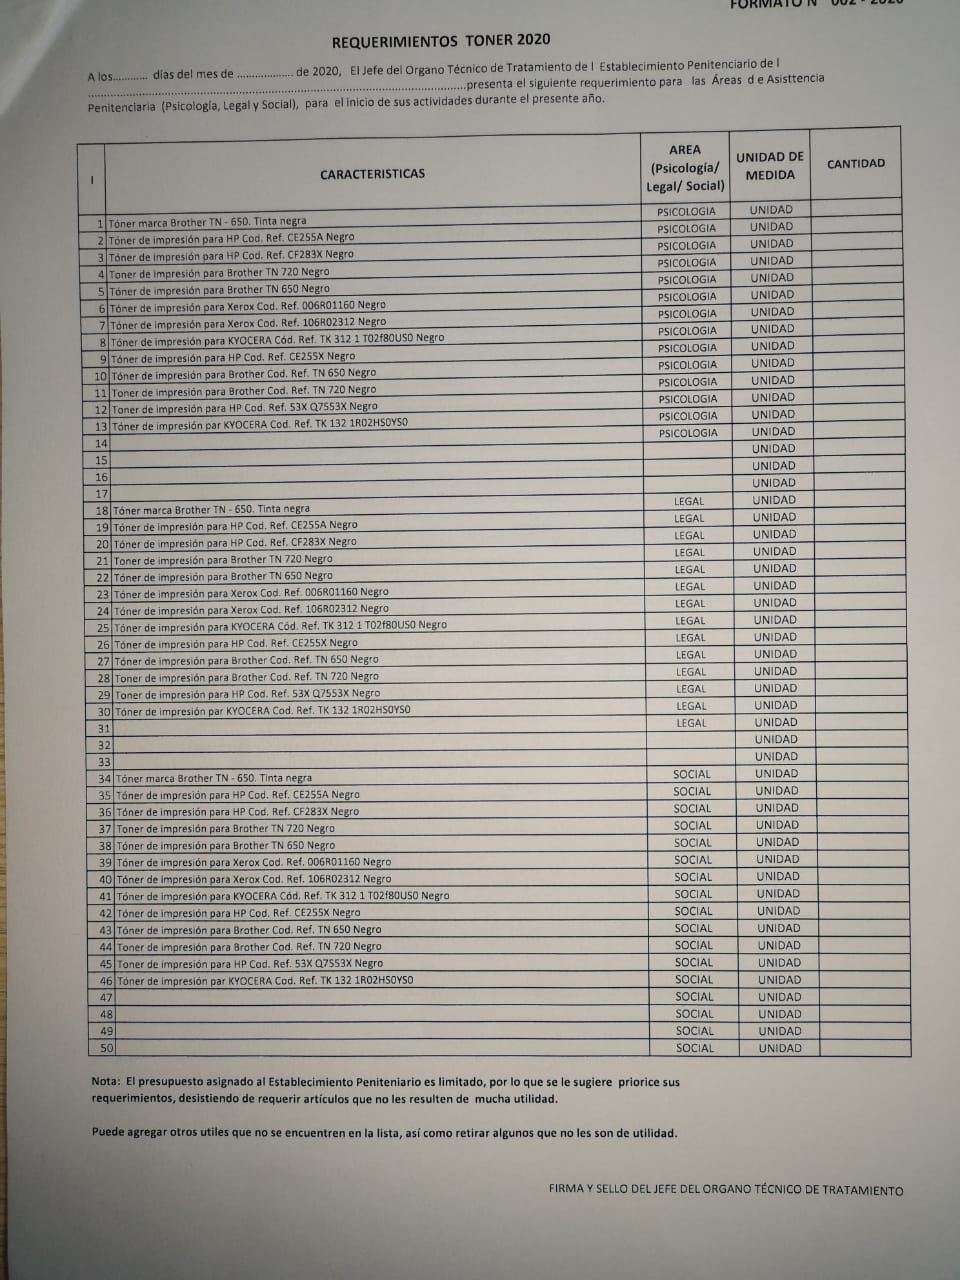 FORMATO N° 002 - 2020
REQUERIMIENTOS TONER 2020
A los............ días del mes de .................... de 2020, El Jefe del Organo Técnico de Tratamiento de l Establecimiento Penitenciario de l
..............................................................................................................................presenta el siguiente requerimiento para las Áreas d e Asisttencia
Penitenciaria (Psicología, Legal y Social), para el inicio de sus actividades durante el presente año.
I CARACTERISTICAS AREA (Psicología/ Legal/ Social) UNIDAD DE MEDIDA CANTIDAD
1 Tóner marca Brother TN - 650. Tinta negra PSICOLOGIA UNIDAD
2 Tóner de impresión para HP Cod. Ref. CE255A Negro PSICOLOGIA UNIDAD
3 Tóner de impresión para HP Cod. Ref. CF283X Negro PSICOLOGIA UNIDAD
4 Toner de impresión para Brother TN 720 Negro PSICOLOGIA UNIDAD
5 Tóner de impresión para Brother TN 650 Negro PSICOLOGIA UNIDAD
6 Tóner de impresión para Xerox Cod. Ref. 006R01160 Negro PSICOLOGIA UNIDAD
7 Tóner de impresión para Xerox Cod. Ref. 106R02312 Negro PSICOLOGIA UNIDAD
8 Tóner de impresión para KYOCERA Cód. Ref. TK 312 1 T02f80US0 Negro PSICOLOGIA UNIDAD
9 Tóner de impresión para HP Cod. Ref. CE255X Negro PSICOLOGIA UNIDAD
10 Tóner de impresión para Brother Cod. Ref. TN 650 Negro PSICOLOGIA UNIDAD
11 Toner de impresión para Brother Cod. Ref. TN 720 Negro PSICOLOGIA UNIDAD
12 Toner de impresión para HP Cod. Ref. 53X Q7553X Negro PSICOLOGIA UNIDAD
13 Tóner de impresión par KYOCERA Cod. Ref. TK 132 1R02HS0YS0 PSICOLOGIA UNIDAD
14 PSICOLOGIA UNIDAD
15 UNIDAD
16 UNIDAD
17 UNIDAD
18 Tóner marca Brother TN - 650. Tinta negra LEGAL UNIDAD
19 Tóner de impresión para HP Cod. Ref. CE255A Negro LEGAL UNIDAD
20 Tóner de impresión para HP Cod. Ref. CF283X Negro LEGAL UNIDAD
21 Toner de impresión para Brother TN 720 Negro LEGAL UNIDAD
22 Tóner de impresión para Brother TN 650 Negro LEGAL UNIDAD
23 Tóner de impresión para Xerox Cod. Ref. 006R01160 Negro LEGAL UNIDAD
24 Tóner de impresión para Xerox Cod. Ref. 106R02312 Negro LEGAL UNIDAD
25 Tóner de impresión para KYOCERA Cód. Ref. TK 312 1 T02f80US0 Negro LEGAL UNIDAD
26 Tóner de impresión para HP Cod. Ref. CE255X Negro LEGAL UNIDAD
27 Tóner de impresión para Brother Cod. Ref. TN 650 Negro LEGAL UNIDAD
28 Toner de impresión para Brother Cod. Ref. TN 720 Negro LEGAL UNIDAD
29 Toner de impresión para HP Cod. Ref. 53X Q7553X Negro LEGAL UNIDAD
30 Tóner de impresión par KYOCERA Cod. Ref. TK 132 1R02HS0YS0 LEGAL UNIDAD
31 LEGAL UNIDAD
32 UNIDAD
33 UNIDAD
34 Tóner marca Brother TN - 650. Tinta negra SOCIAL UNIDAD
35 Tóner de impresión para HP Cod. Ref. CE255A Negro SOCIAL UNIDAD
36 Tóner de impresión para HP Cod. Ref. CF283X Negro SOCIAL UNIDAD
37 Toner de impresión para Brother TN 720 Negro SOCIAL UNIDAD
38 Tóner de impresión para Brother TN 650 Negro SOCIAL UNIDAD
39 Tóner de impresión para Xerox Cod. Ref. 006R01160 Negro SOCIAL UNIDAD
40 Tóner de impresión para Xerox Cod. Ref. 106R02312 Negro SOCIAL UNIDAD
41 Tóner de impresión para KYOCERA Cód. Ref. TK 312 1 T02f80US0 Negro SOCIAL UNIDAD
42 Tóner de impresión para HP Cod. Ref. CE255X Negro SOCIAL UNIDAD
43 Tóner de impresión para Brother Cod. Ref. TN 650 Negro SOCIAL UNIDAD
44 Toner de impresión para Brother Cod. Ref. TN 720 Negro SOCIAL UNIDAD
45 Toner de impresión para HP Cod. Ref. 53X Q7553X Negro SOCIAL UNIDAD
46 Tóner de impresión par KYOCERA Cod. Ref. TK 132 1R02HS0YS0 SOCIAL UNIDAD
47 SOCIAL UNIDAD
48 SOCIAL UNIDAD
49 SOCIAL UNIDAD
50 SOCIAL UNIDAD
Nota: El presupuesto asignado al Establecimiento Peniteniario es limitado, por lo que se le sugiere priorice sus
requerimientos, desistiendo de requerir artículos que no les resulten de mucha utilidad.
Puede agregar otros utiles que no se encuentren en la lista, así como retirar algunos que no les son de utilidad.
FIRMA Y SELLO DEL JEFE DEL ORGANO TÉCNICO DE TRATAMIENTO